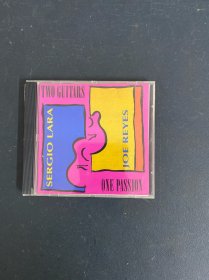 TWO GUITARS
SERGIO LARA
JOE REYES
ONE PASSION